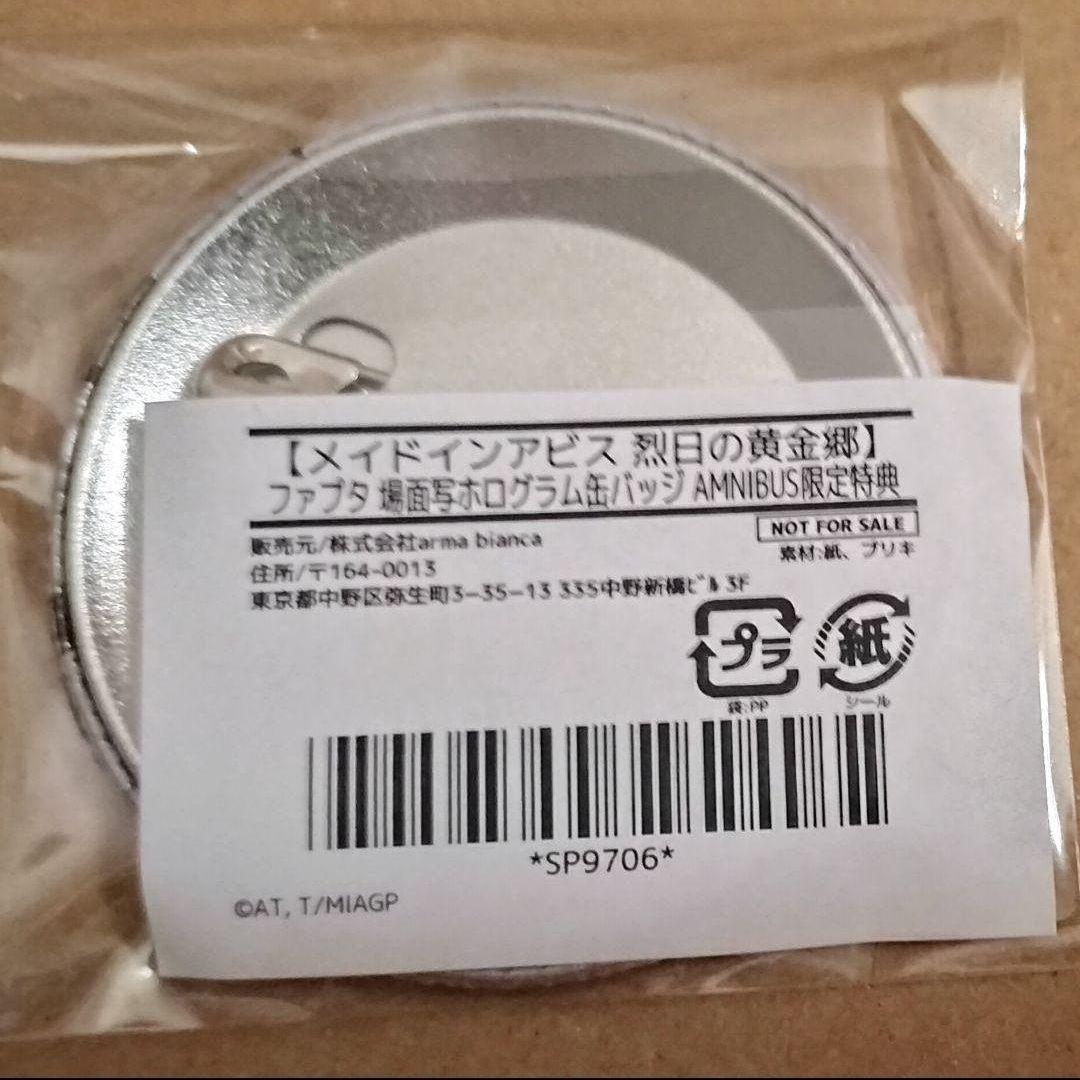 【メイドインアビス 烈日の黄金郷】
ファプタ 場面写ホログラム缶バッジ AMNIBUS限定特典
NOT FOR SALE
販売元/株式会社arma bianca
素材:紙、ブリキ
住所/〒164-0013
東京都中野区弥生町3-35-13 335中野新橋ビル 3F
プラ
紙
袋:PP
シール
*SP9706*
©AT, T/MIAGP